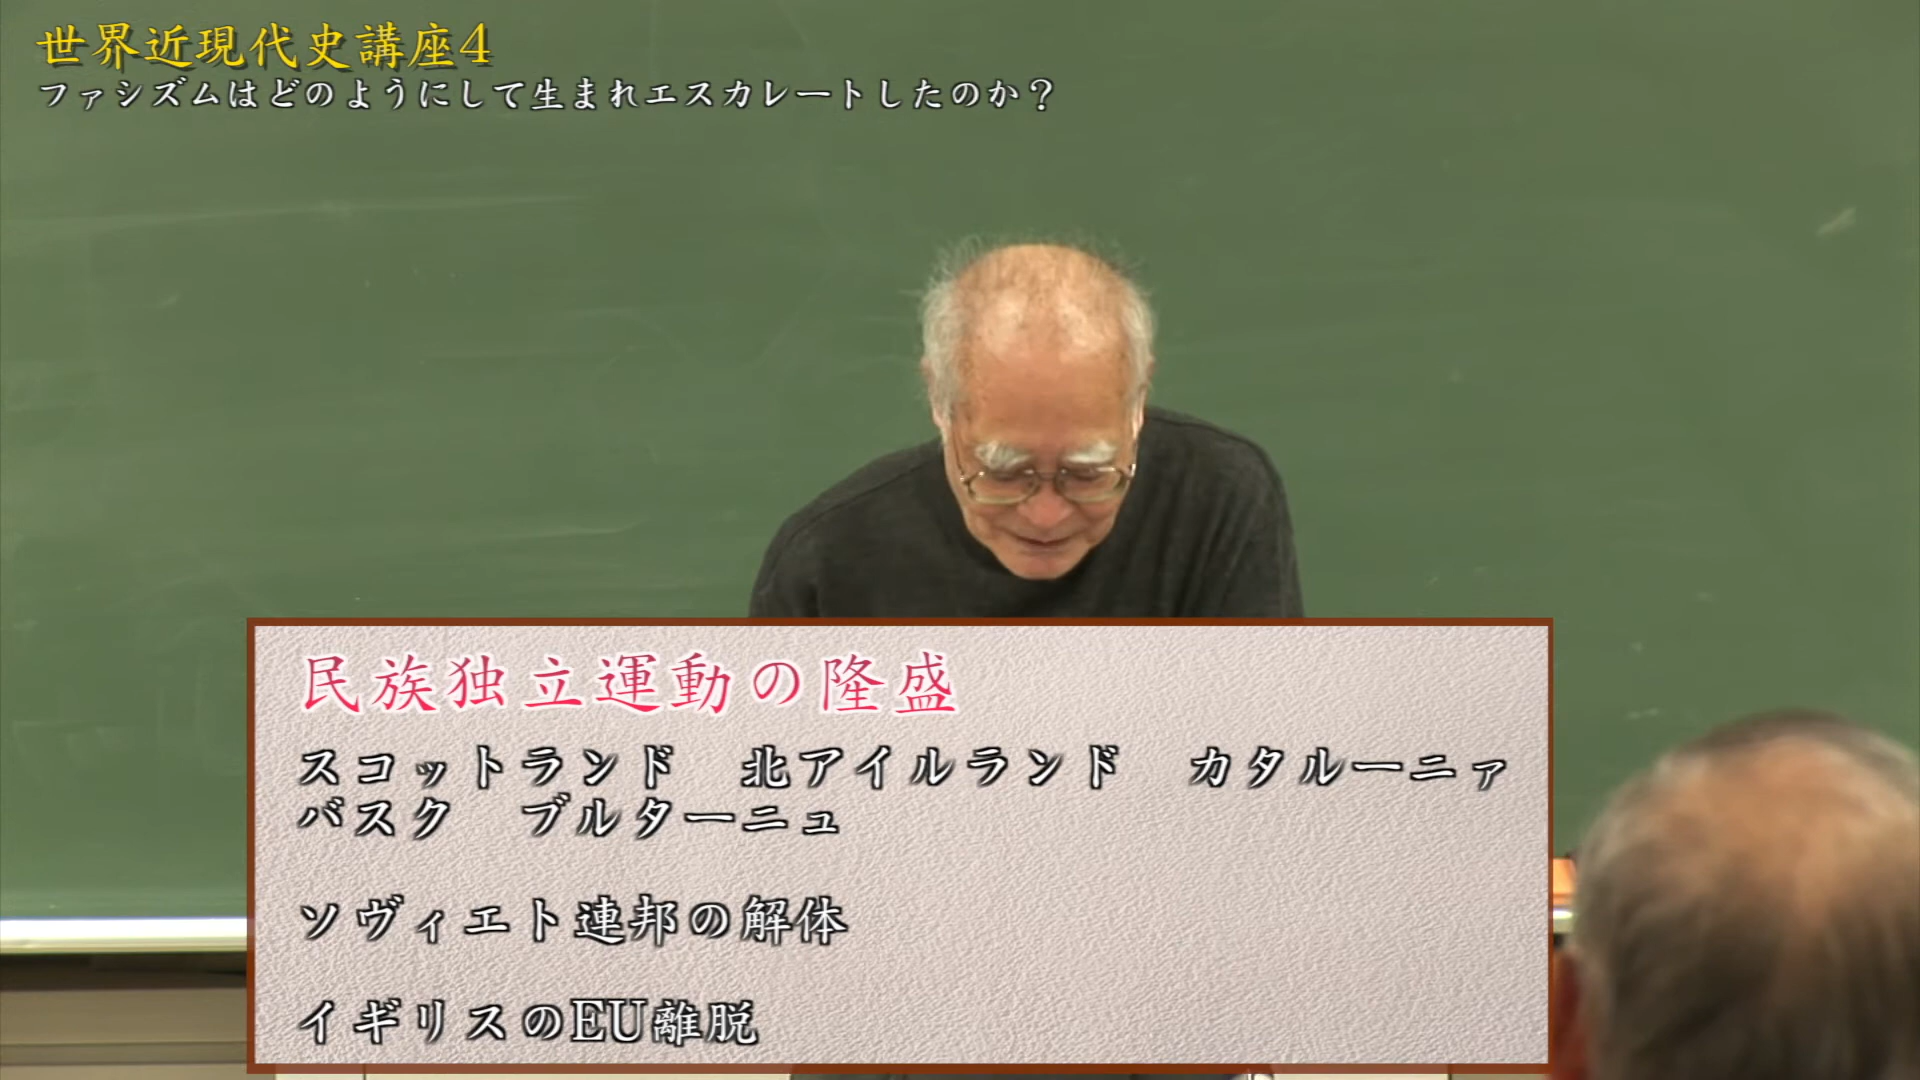 世界近現代史講座4
ファシズムはどのようにして生まれエスカレートしたのか？
民族独立運動の隆盛
スコットランド　北アイルランド　カタルーニァ
バスク　ブルターニュ
ソヴィエト連邦の解体
イギリスのEU離脱